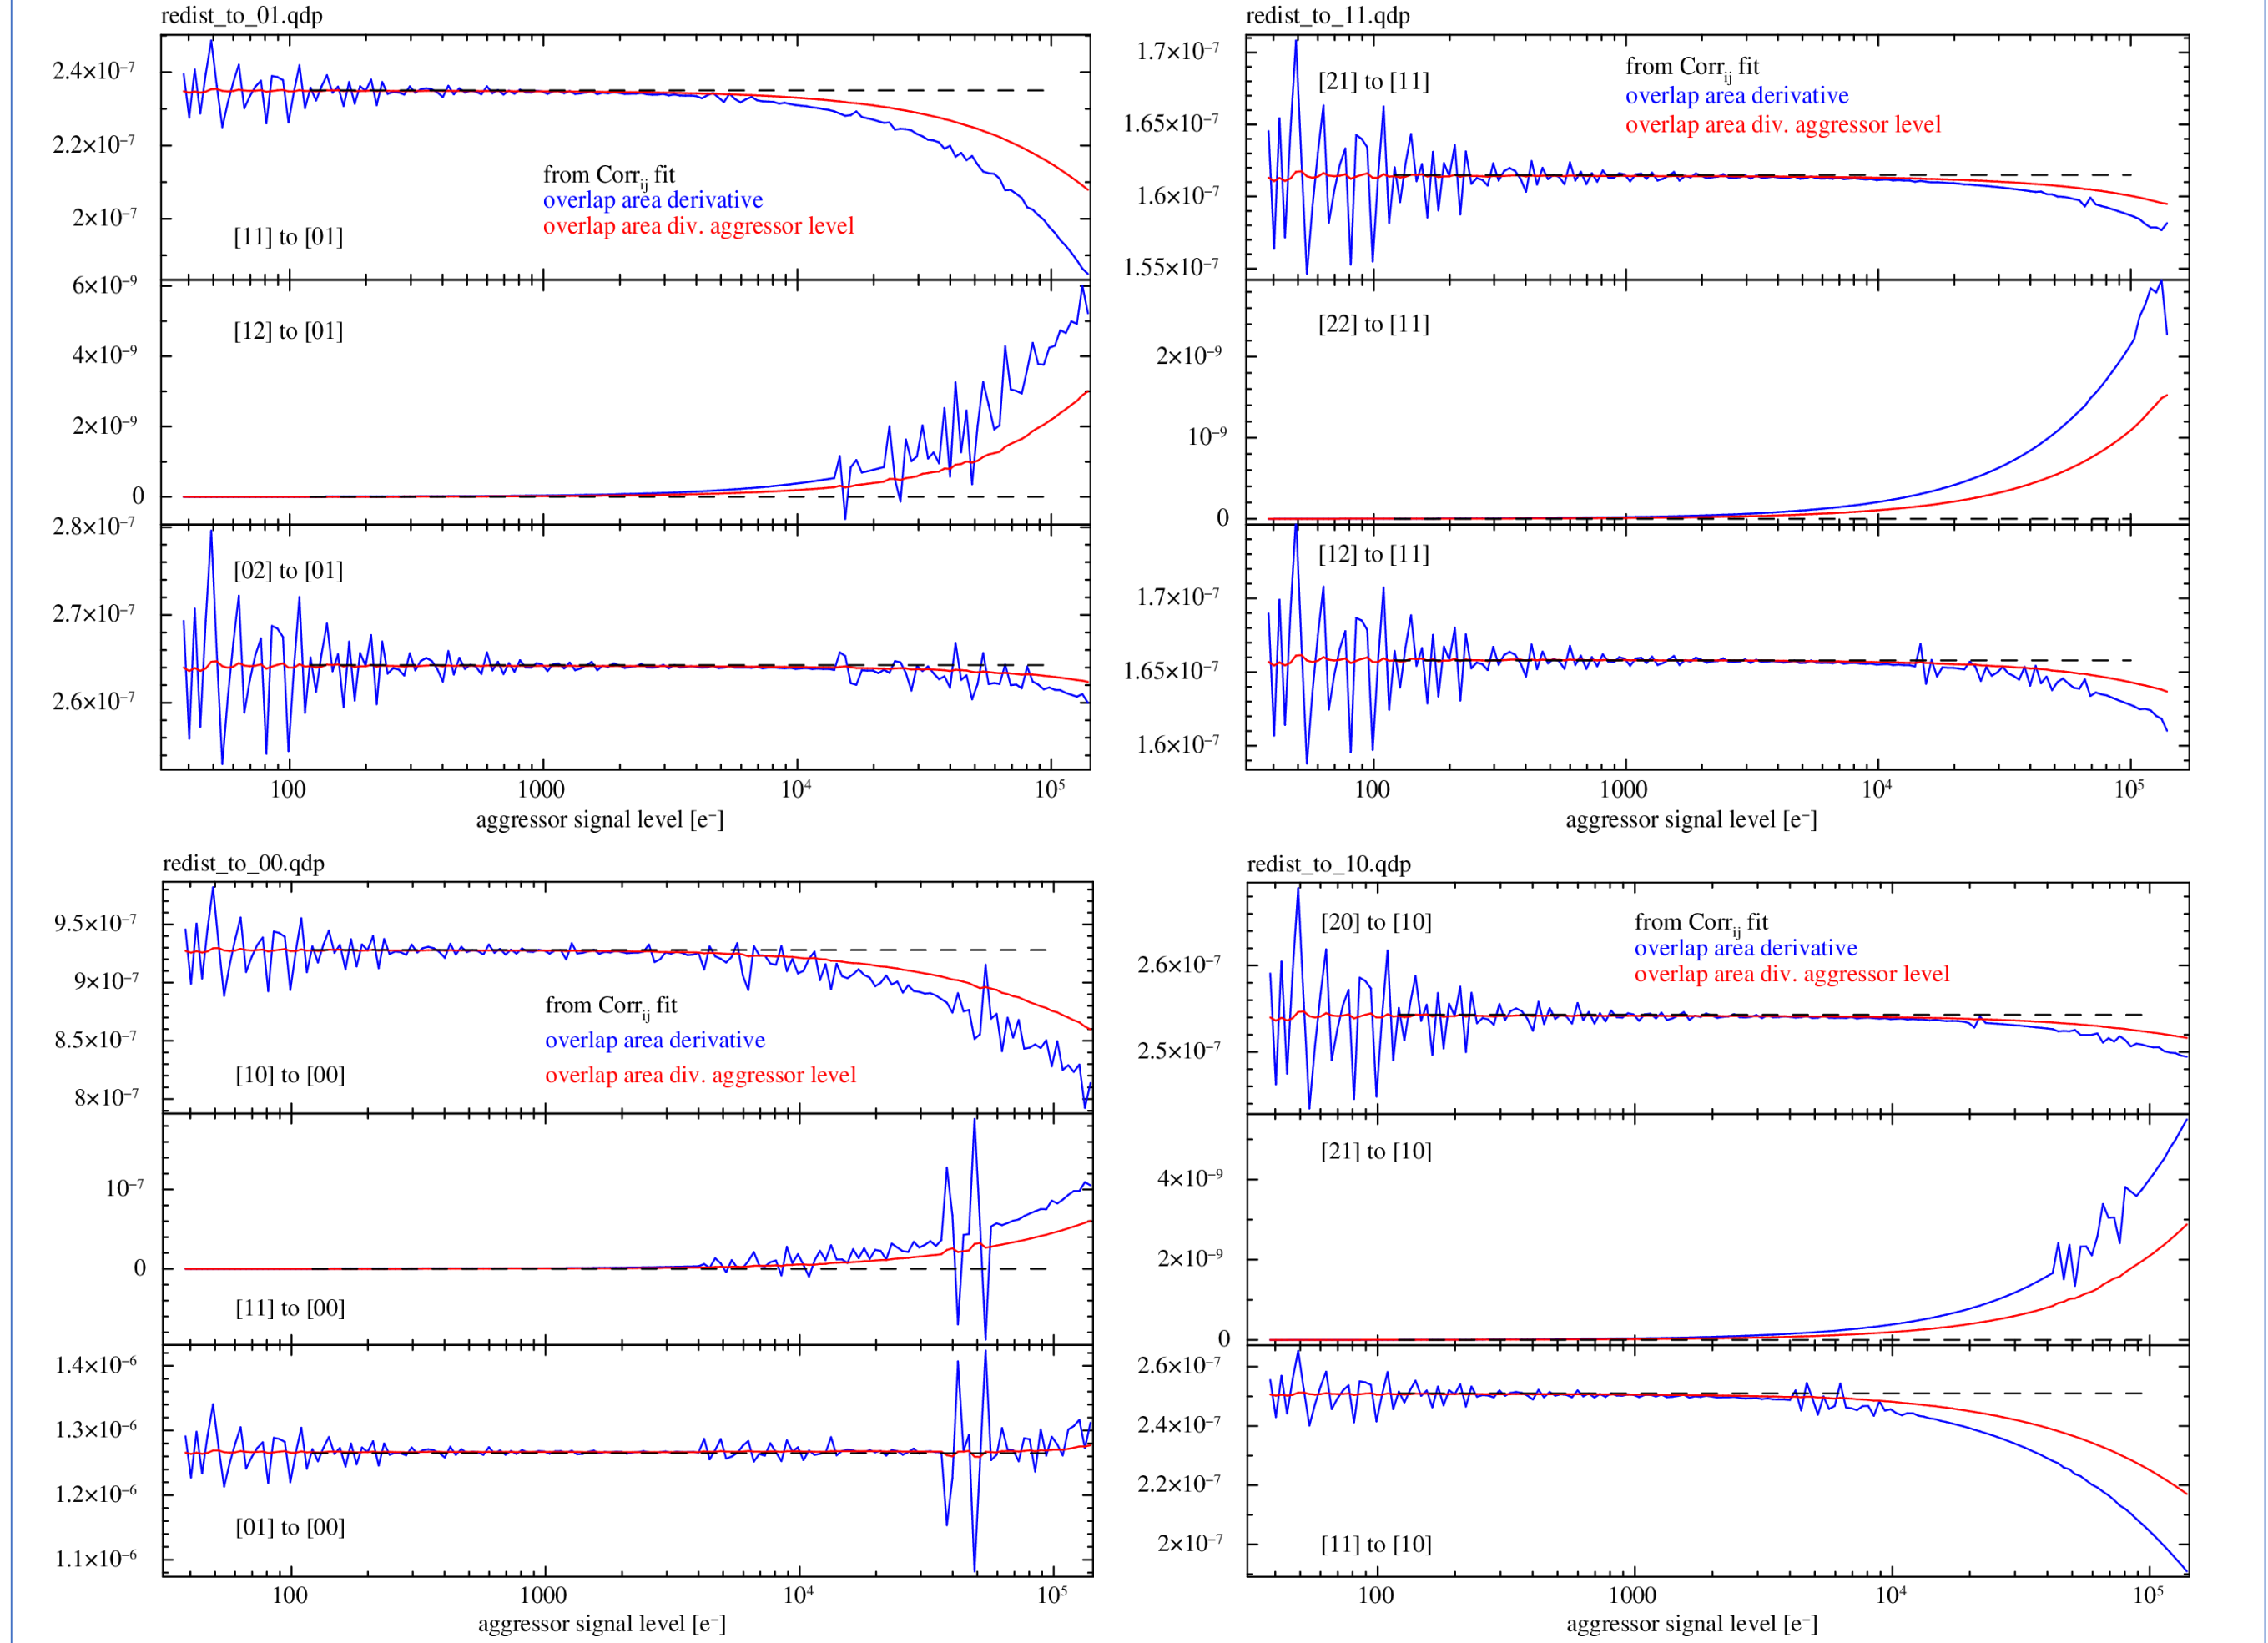 redist_to_01.qdp
2.4×10⁻⁷
2.2×10⁻⁷
2×10⁻⁷
from Corrᵢⱼ fit
overlap area derivative
overlap area div. aggressor level
[11] to [01]
6×10⁻⁹
4×10⁻⁹
2×10⁻⁹
0
[12] to [01]
2.8×10⁻⁷
2.7×10⁻⁷
2.6×10⁻⁷
[02] to [01]
100 1000 10⁴ 10⁵
aggressor signal level [e⁻]
redist_to_11.qdp
1.7×10⁻⁷
1.65×10⁻⁷
1.6×10⁻⁷
1.55×10⁻⁷
[21] to [11]
from Corrᵢⱼ fit
overlap area derivative
overlap area div. aggressor level
[22] to [11]
2×10⁻⁹
10⁻⁹
0
[12] to [11]
1.7×10⁻⁷
1.65×10⁻⁷
1.6×10⁻⁷
100 1000 10⁴ 10⁵
aggressor signal level [e⁻]
redist_to_00.qdp
9.5×10⁻⁷
9×10⁻⁷
8.5×10⁻⁷
8×10⁻⁷
from Corrᵢⱼ fit
overlap area derivative
overlap area div. aggressor level
[10] to [00]
10⁻⁷
0
[11] to [00]
1.4×10⁻⁶
1.3×10⁻⁶
1.2×10⁻⁶
1.1×10⁻⁶
[01] to [00]
100 1000 10⁴ 10⁵
aggressor signal level [e⁻]
redist_to_10.qdp
[20] to [10]
from Corrᵢⱼ fit
overlap area derivative
overlap area div. aggressor level
2.6×10⁻⁷
2.5×10⁻⁷
[21] to [10]
4×10⁻⁹
2×10⁻⁹
0
2.6×10⁻⁷
2.4×10⁻⁷
2.2×10⁻⁷
2×10⁻⁷
[11] to [10]
100 1000 10⁴ 10⁵
aggressor signal level [e⁻]